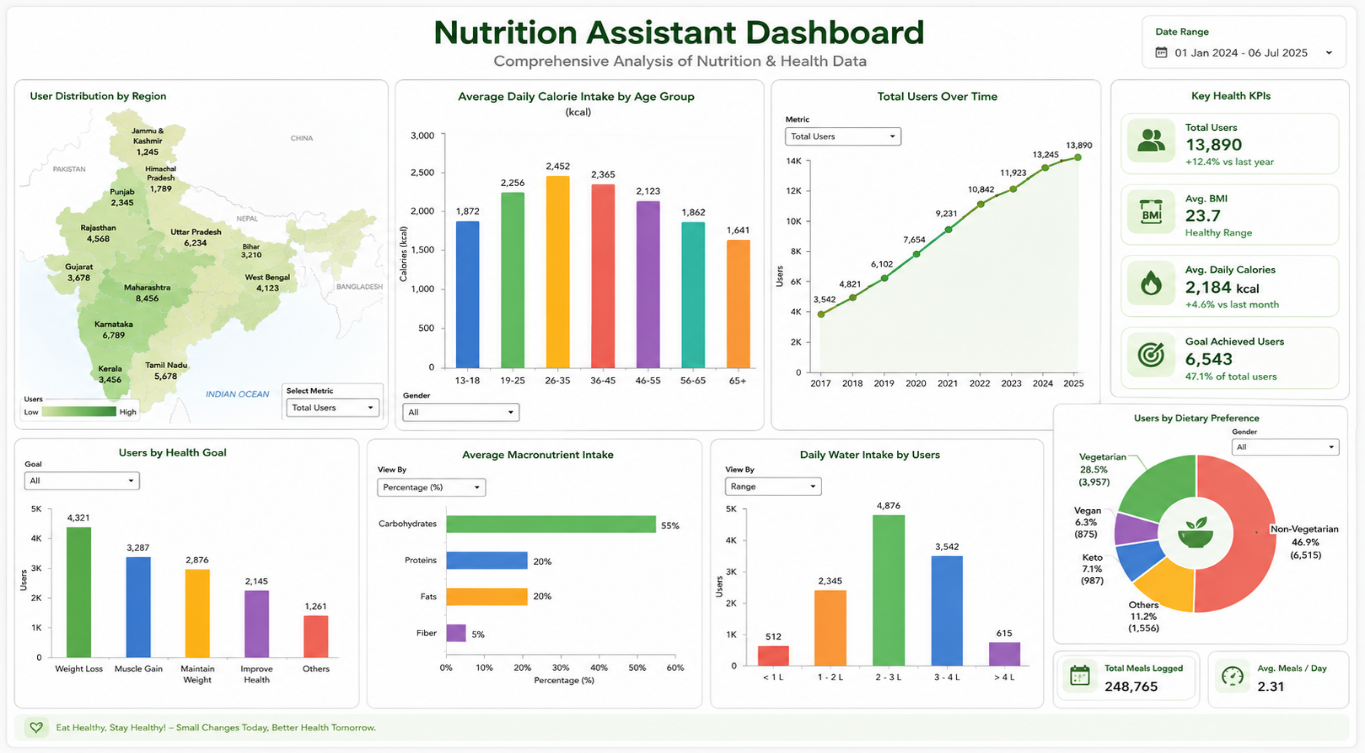 Nutrition Assistant Dashboard
Comprehensive Analysis of Nutrition & Health Data
Date Range
01 Jan 2024 - 06 Jul 2025
User Distribution by Region
CHINA
PAKISTAN
NEPAL
BANGLADESH
INDIAN OCEAN
Jammu &
Kashmir
1,245
Himachal
Pradesh
1,789
Punjab
2,345
Rajasthan
4,568
Uttar Pradesh
6,234
Bihar
3,210
Gujarat
3,678
West Bengal
4,123
Maharashtra
8,456
Karnataka
6,789
Kerala
3,456
Tamil Nadu
5,678
Users
Low
High
Select Metric
Total Users
Average Daily Calorie Intake by Age Group
(kcal)
Calories (kcal)
3,000
2,500
2,000
1,500
1,000
500
0
1,872
2,256
2,452
2,365
2,123
1,862
1,641
13-18
19-25
26-35
36-45
46-55
56-65
65+
Gender
All
Total Users Over Time
Metric
Total Users
Users
14K
12K
10K
8K
6K
4K
2K
0
3,542
4,821
6,102
7,654
9,231
10,842
11,923
13,245
13,890
2017
2018
2019
2020
2021
2022
2023
2024
2025
Key Health KPIs
Total Users
13,890
+12.4% vs last year
BMI
Avg. BMI
23.7
Healthy Range
Avg. Daily Calories
2,184 kcal
+4.6% vs last month
Goal Achieved Users
6,543
47.1% of total users
Users by Health Goal
Goal
All
Users
5K
4K
3K
2K
1K
0
4,321
3,287
2,876
2,145
1,261
Weight Loss
Muscle Gain
Maintain
Weight
Improve
Health
Others
Average Macronutrient Intake
View By
Percentage (%)
Carbohydrates
55%
Proteins
20%
Fats
20%
Fiber
5%
0%
10%
20%
30%
40%
50%
60%
Percentage (%)
Daily Water Intake by Users
View By
Range
Users
5K
4K
3K
2K
1K
0
512
2,345
4,876
3,542
615
< 1 L
1 - 2 L
2 - 3 L
3 - 4 L
> 4 L
Users by Dietary Preference
Gender
All
Vegetarian
28.5%
(3,957)
Vegan
6.3%
(875)
Keto
7.1%
(987)
Others
11.2%
(1,556)
Non-Vegetarian
46.9%
(6,515)
Total Meals Logged
248,765
Avg. Meals / Day
2.31
Eat Healthy, Stay Healthy! – Small Changes Today, Better Health Tomorrow.